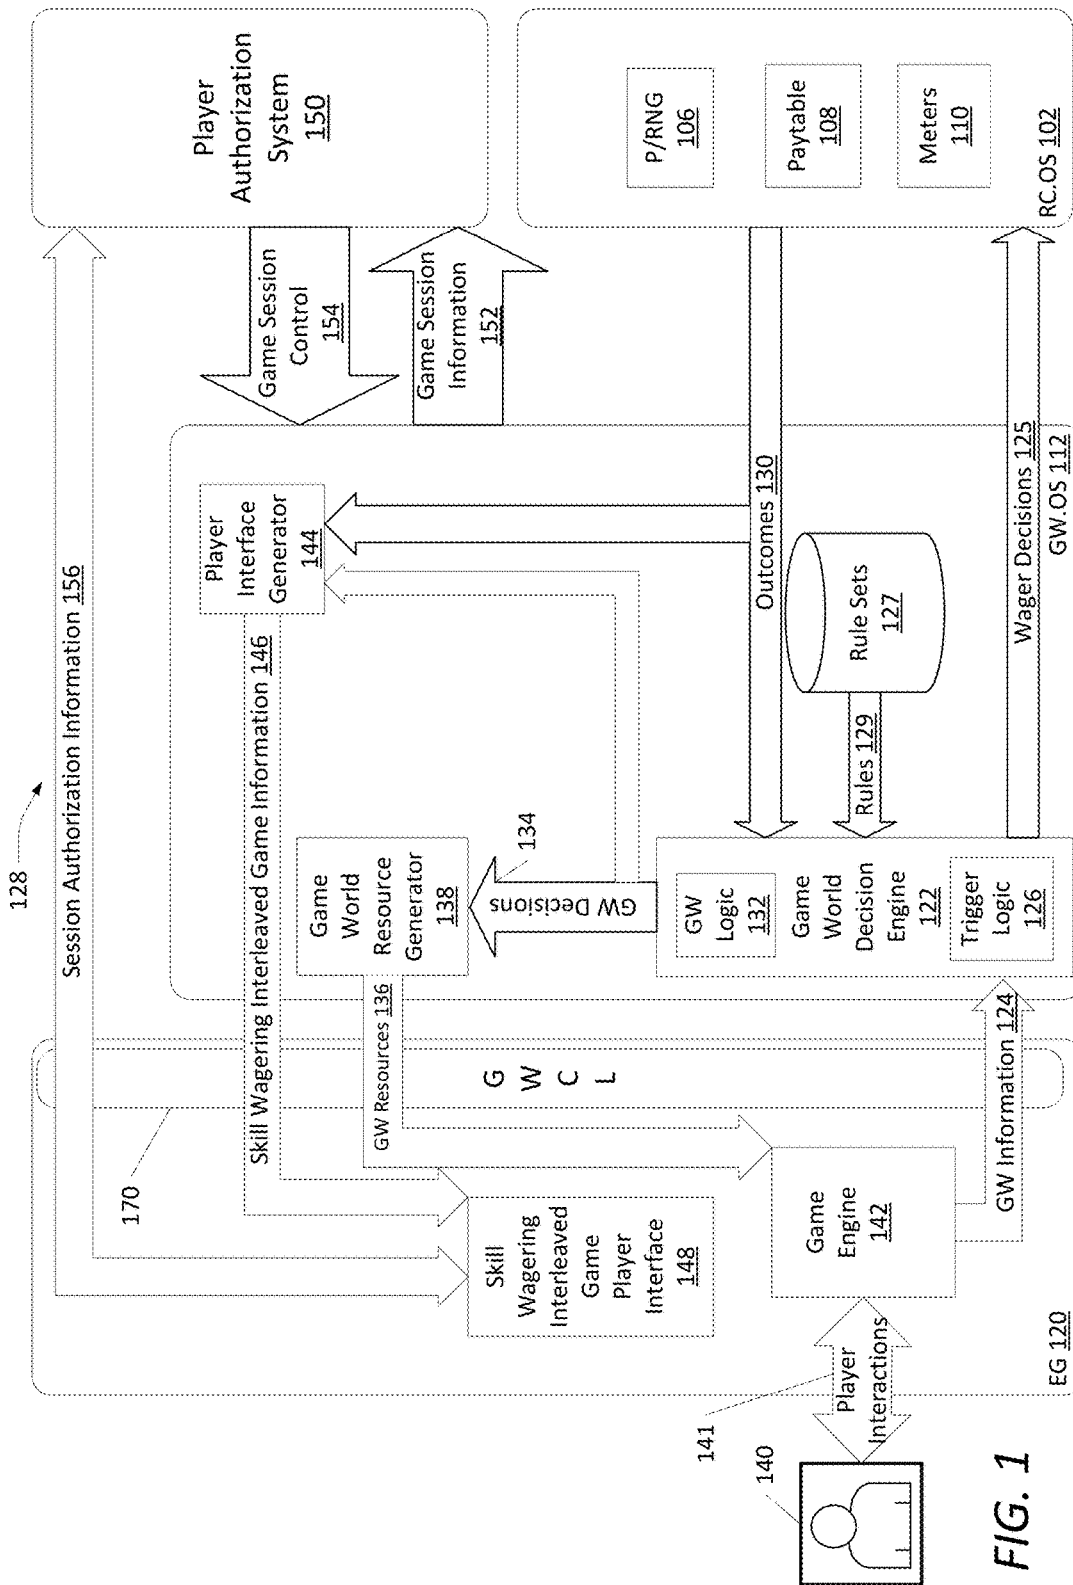 128
Session Authorization Information 156
Player
Authorization
System
150
Game Session
Control
154
Game Session
Information
152
170
Skill Wagering Interleaved Game Information 146
Player
Interface
Generator
144
Skill
Wagering
Interleaved
Game
Player
Interface
148
G
W
C
L
GW Resources 136
Game
World
Resource
Generator
138
134
GW Decisions
Outcomes 130
P/RNG
106
Paytable
108
Meters
110
RC.OS 102
Rule Sets
127
Rules 129
GW
Logic
132
Game
World
Decision
Engine
122
Trigger
Logic
126
Wager Decisions 125
GW.OS 112
GW Information 124
Game
Engine
142
Player
Interactions
141
140
EG 120
FIG. 1